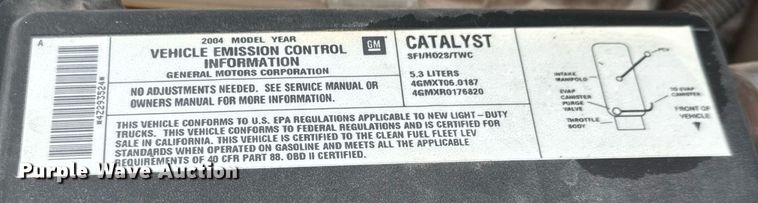 A
#4Z29352
2004 MODEL YEAR
VEHICLE EMISSION CONTROL
INFORMATION
GENERAL MOTORS CORPORATION
GM
NO ADJUSTMENTS NEEDED. SEE SERVICE MANUAL OR
OWNERS MANUAL FOR MORE INFORMATION.
CATALYST
SFI/HO2S/TWC
5.3 LITERS
4GMXT06.0187
4GMXR0176820
THIS VEHICLE CONFORMS TO U.S. EPA REGULATIONS APPLICABLE TO NEW LIGHT-DUTY
TRUCKS. THIS VEHICLE CONFORMS TO FEDERAL REGULATIONS AND IS CERTIFIED FOR
SALE IN CALIFORNIA. THIS VEHICLE IS CERTIFIED TO THE CLEAN FUEL FLEET LEV
STANDARDS WHEN OPERATED ON GASOLINE AND MEETS ALL THE APPLICABLE
REQUIREMENTS OF 40 CFR PART 88. OBD II CERTIFIED.
PCV
INTAKE
MANIFOLD
EVAP
CANISTER
PURGE
VALVE
THROTTLE
BODY
TO EVAP
CANISTER
FRONT OF
VEHICLE
Purple Wave Auction